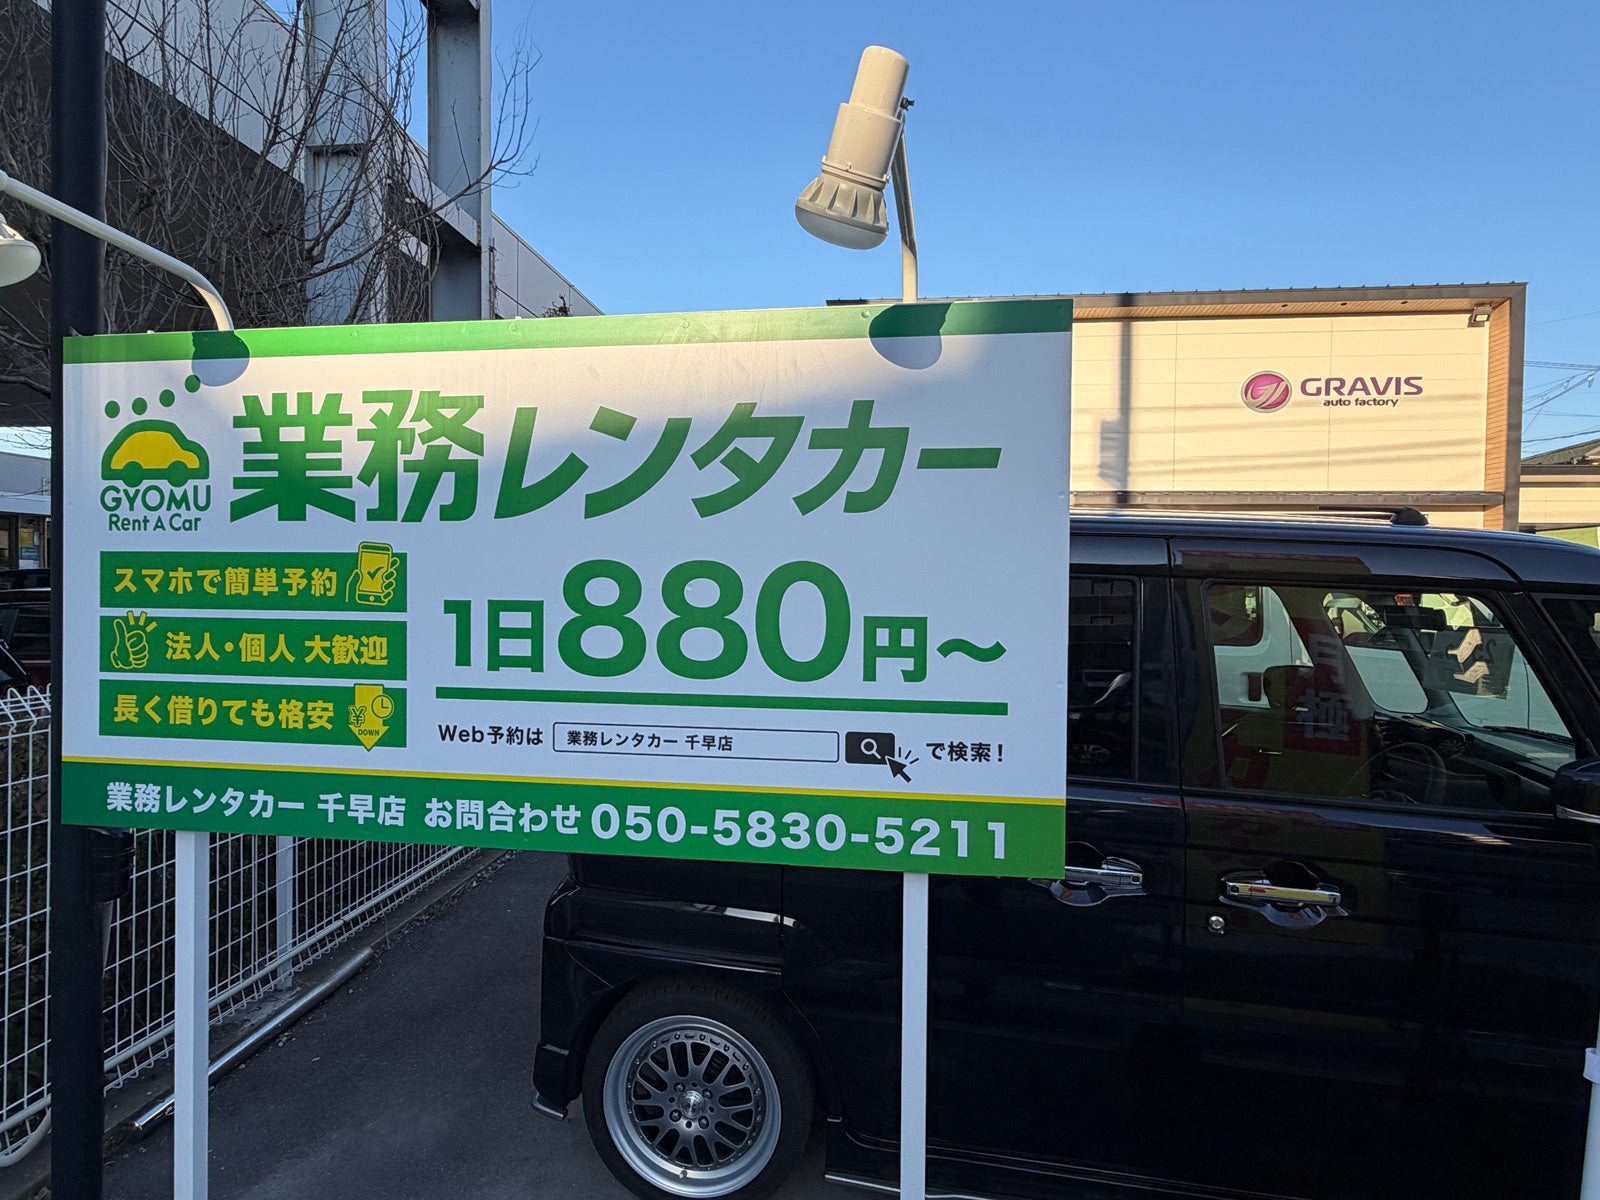 業務レンタカー
GYOMU
Rent A Car
スマホで簡単予約
法人・個人 大歓迎
長く借りても格安
¥
DOWN
1日880円〜
Web予約は 業務レンタカー 千早店 で検索！
業務レンタカー 千早店 お問合わせ 050-5830-5211
GRAVIS
auto factory